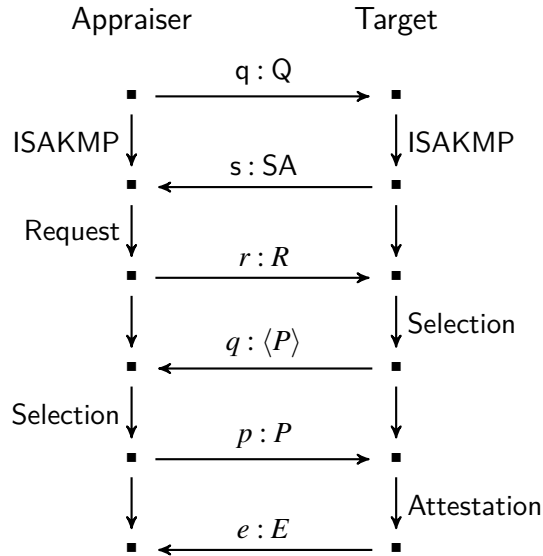 Appraiser Target
q : Q
ISAKMP ISAKMP
s : SA
Request
r : R
Selection
q : ⟨P⟩
Selection
p : P
Attestation
e : E